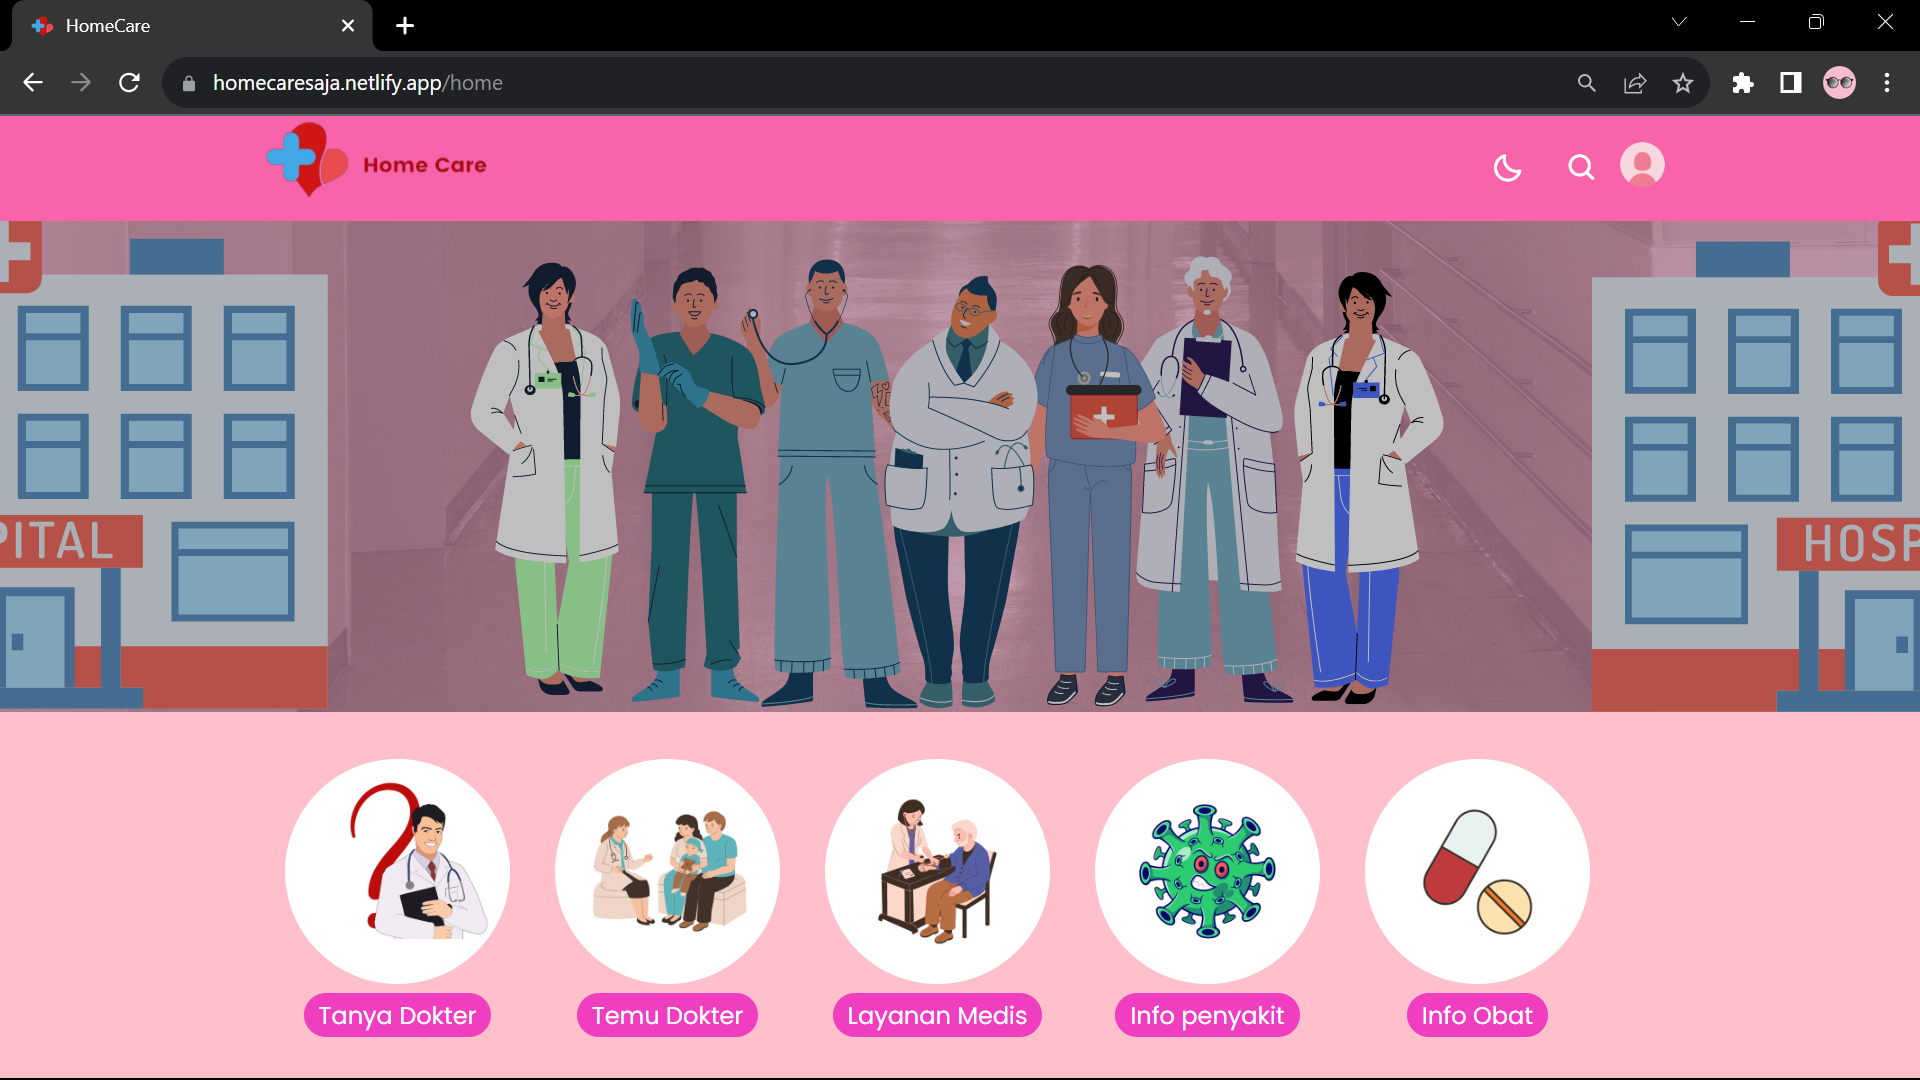 HomeCare
homecaresaja.netlify.app/home
Home Care
PITAL
HOSP
Tanya Dokter
Temu Dokter
Layanan Medis
Info penyakit
Info Obat